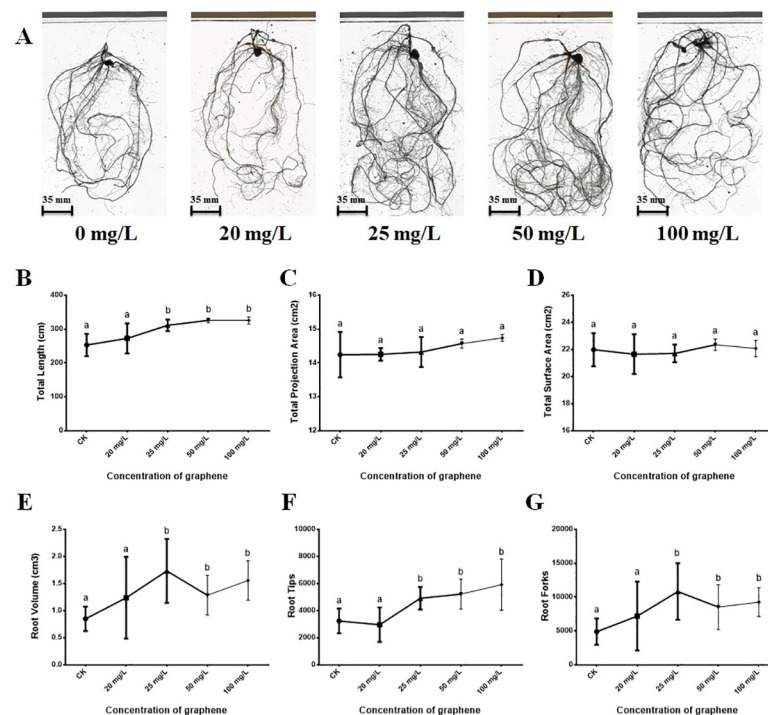 A
35 mm 35 mm 35 mm 35 mm 35 mm
0 mg/L 20 mg/L 25 mg/L 50 mg/L 100 mg/L
B
Total Length (cm)
400
300
200
100
0
a a b b b
CK 20 mg/L 25 mg/L 50 mg/L 100 mg/L
Concentration of graphene
C
Total Projection Area (cm2)
16
15
14
13
12
a a a a a
CK 20 mg/L 25 mg/L 50 mg/L 100 mg/L
Concentration of graphene
D
Total Surface Area (cm2)
26
24
22
20
18
16
a a a a a
CK 20 mg/L 25 mg/L 50 mg/L 100 mg/L
Concentration of graphene
E
Root Volume (cm3)
2.5
2.0
1.5
1.0
0.5
0.0
a a b b b
CK 20 mg/L 25 mg/L 50 mg/L 100 mg/L
Concentration of graphene
F
Root Tips
10000
8000
6000
4000
2000
0
a a b b b
CK 20 mg/L 25 mg/L 50 mg/L 100 mg/L
Concentration of graphene
G
Root Forks
20000
15000
10000
5000
0
a a b b b
CK 20 mg/L 25 mg/L 50 mg/L 100 mg/L
Concentration of graphene